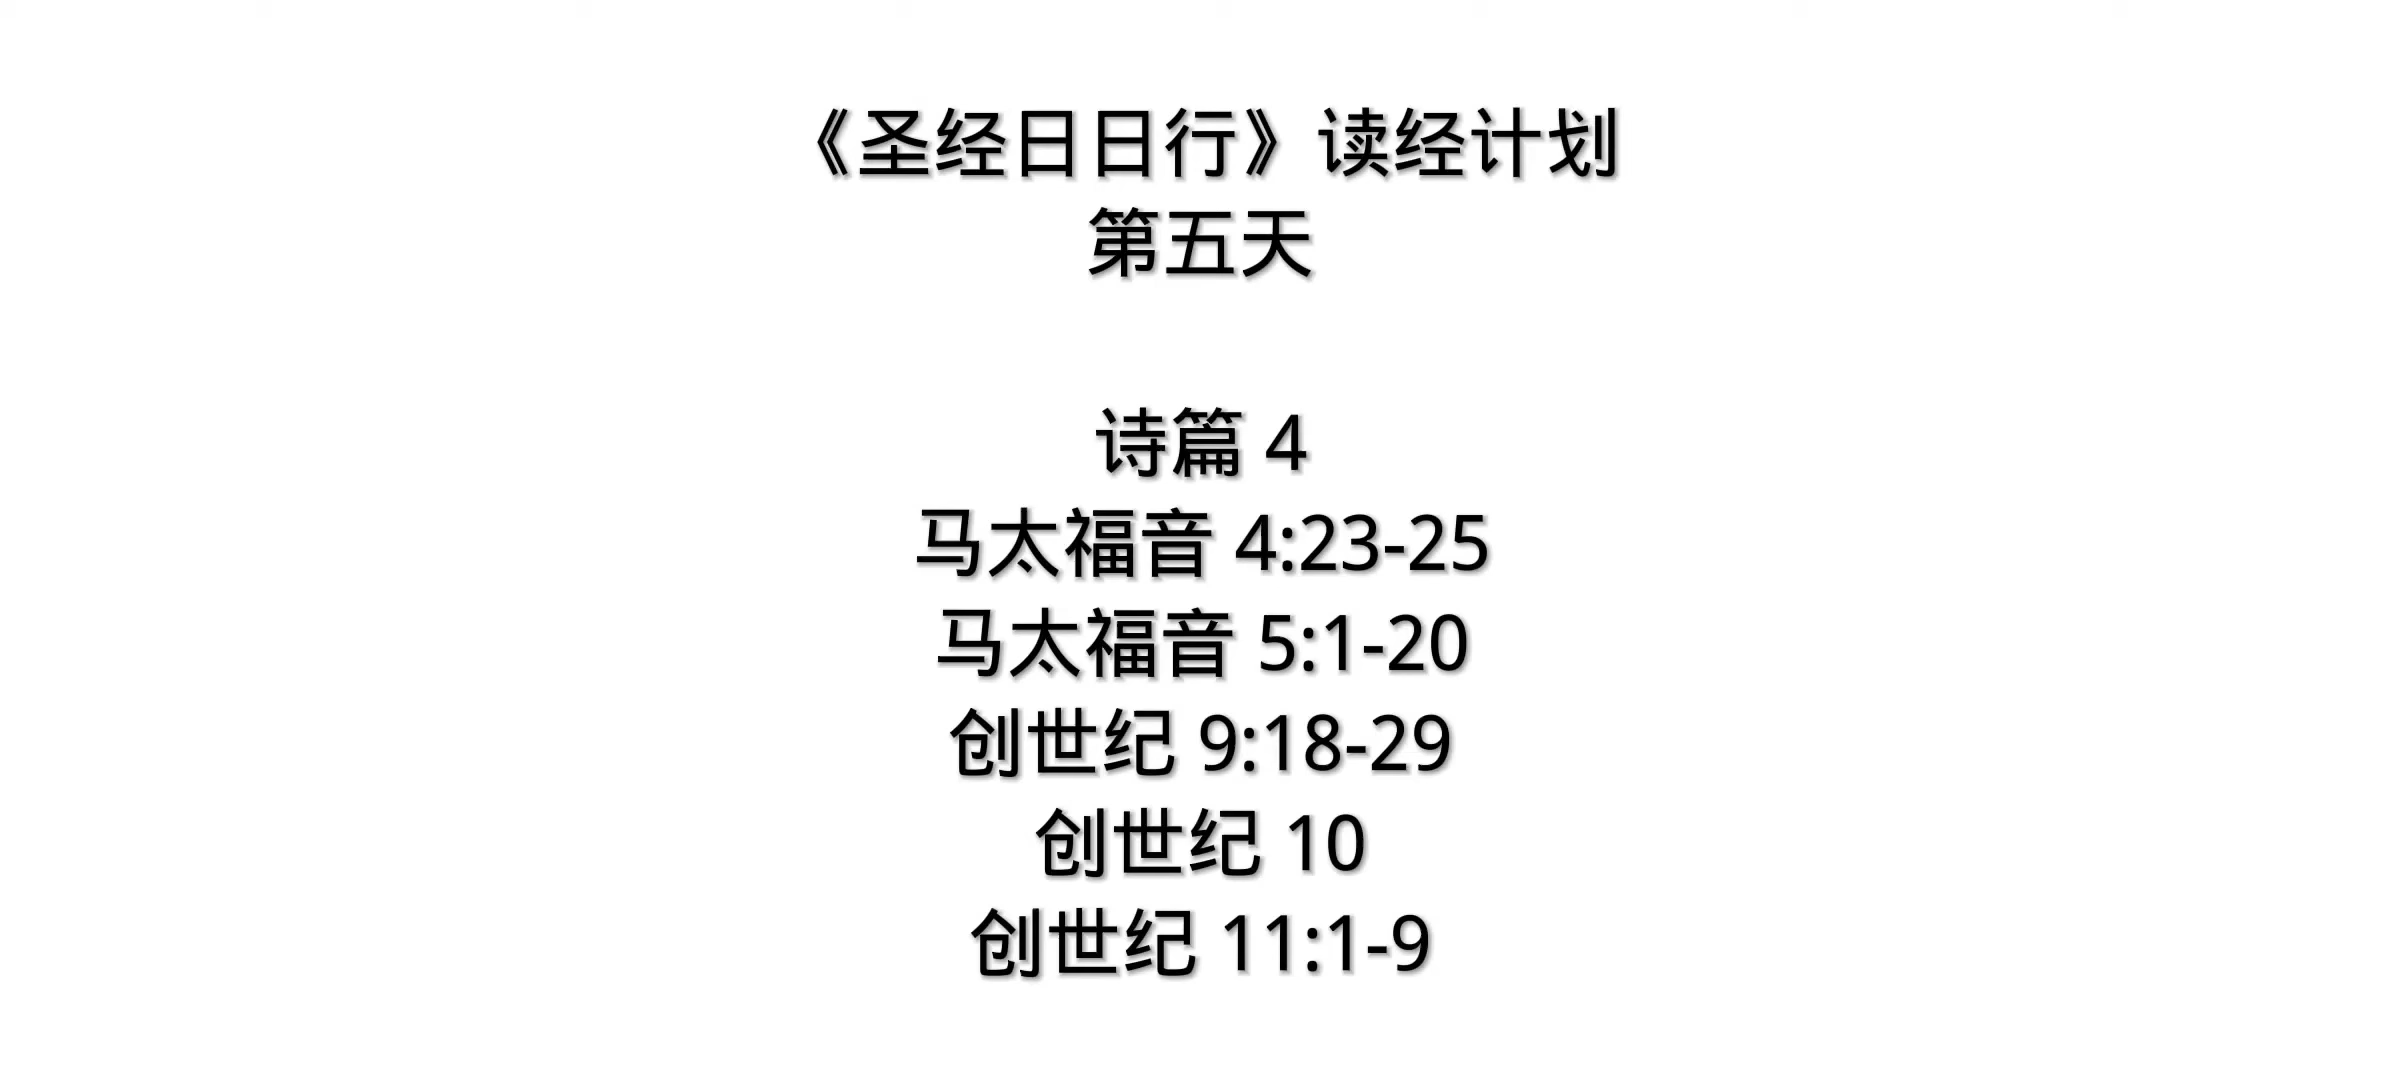 《圣经日日行》读经计划
第五天
诗篇 4
马太福音 4:23-25
马太福音 5:1-20
创世纪 9:18-29
创世纪 10
创世纪 11:1-9